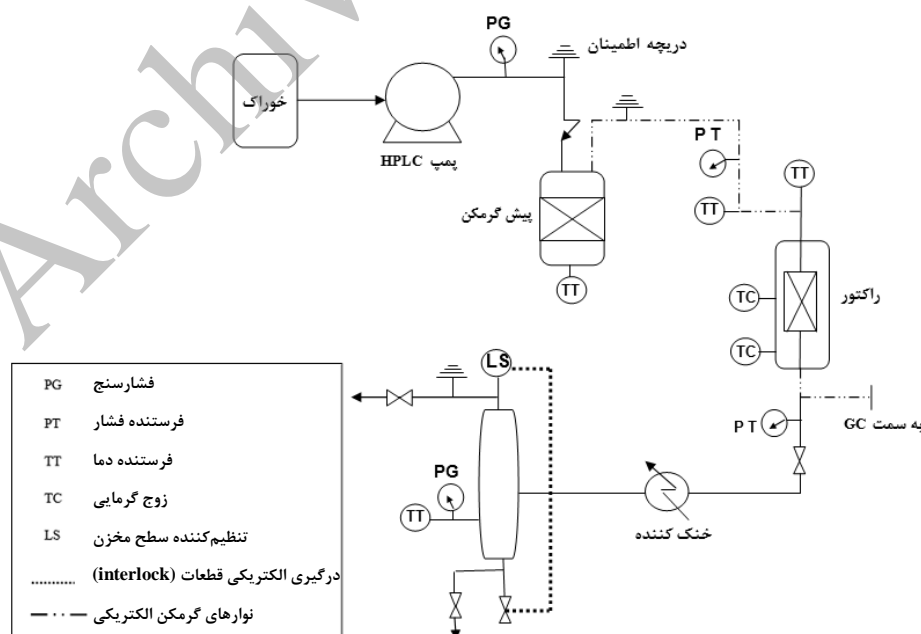 Archive
PG
دریچه اطمینان
خوراک
پمپ HPLC
پیش گرمکن
TT
P T
TT
TT
راکتور
TC
TC
به سمت GC
P T
LS
PG
TT
خنک کننده
PG فشارسنج
PT فرستنده فشار
TT فرستنده دما
TC زوج گرمایی
LS تنظیم‌کننده سطح مخزن
درگیری الکتریکی قطعات (interlock)
نوارهای گرمکن الکتریکی